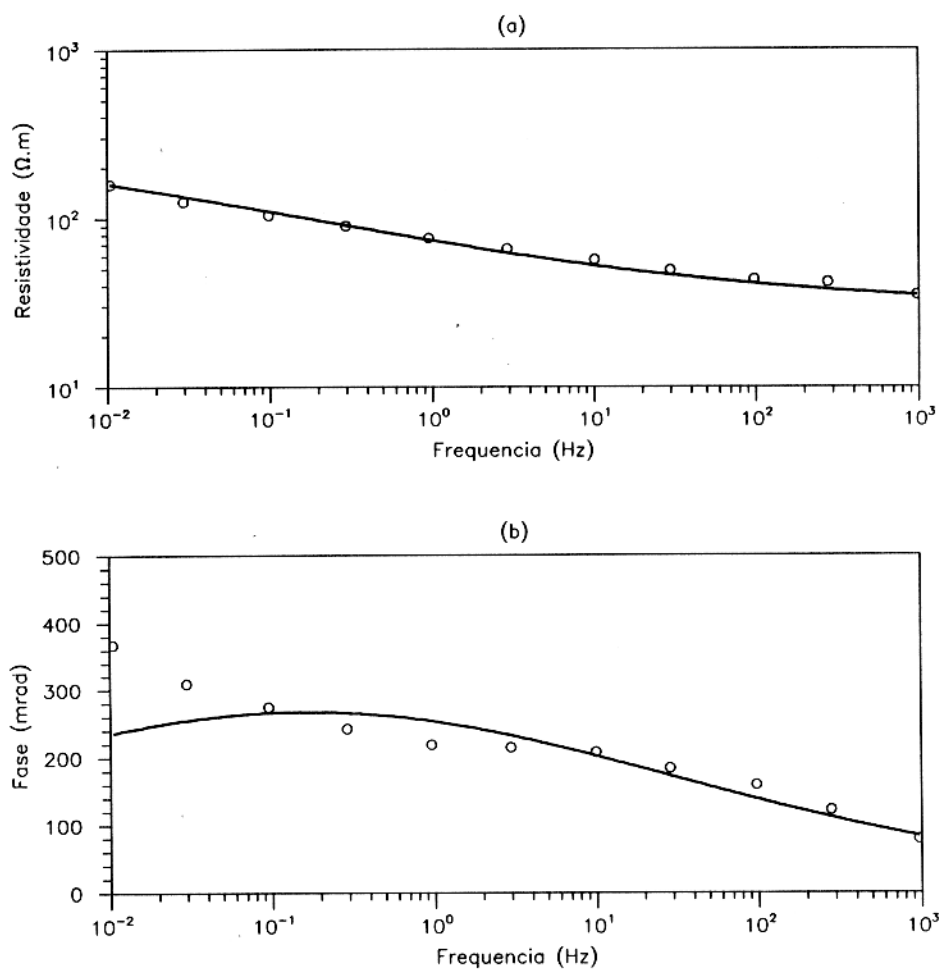 (a)
Resistividade (Ω.m)
10³
10²
10¹
10⁻² 10⁻¹ 10⁰ 10¹ 10² 10³
Frequencia (Hz)
(b)
Fase (mrad)
500
400
300
200
100
0
10⁻² 10⁻¹ 10⁰ 10¹ 10² 10³
Frequencia (Hz)